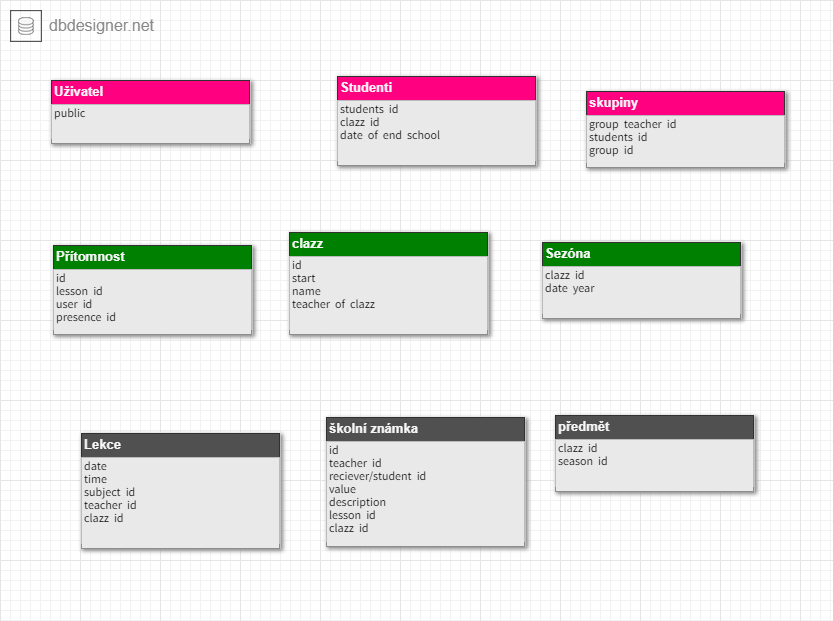 dbdesigner.net
Uživatel
public
Studenti
students id
clazz id
date of end school
skupiny
group teacher id
students id
group id
Přítomnost
id
lesson id
user id
presence id
clazz
id
start
name
teacher of clazz
Sezóna
clazz id
date year
Lekce
date
time
subject id
teacher id
clazz id
školní známka
id
teacher id
reciever/student id
value
description
lesson id
clazz id
předmět
clazz id
season id